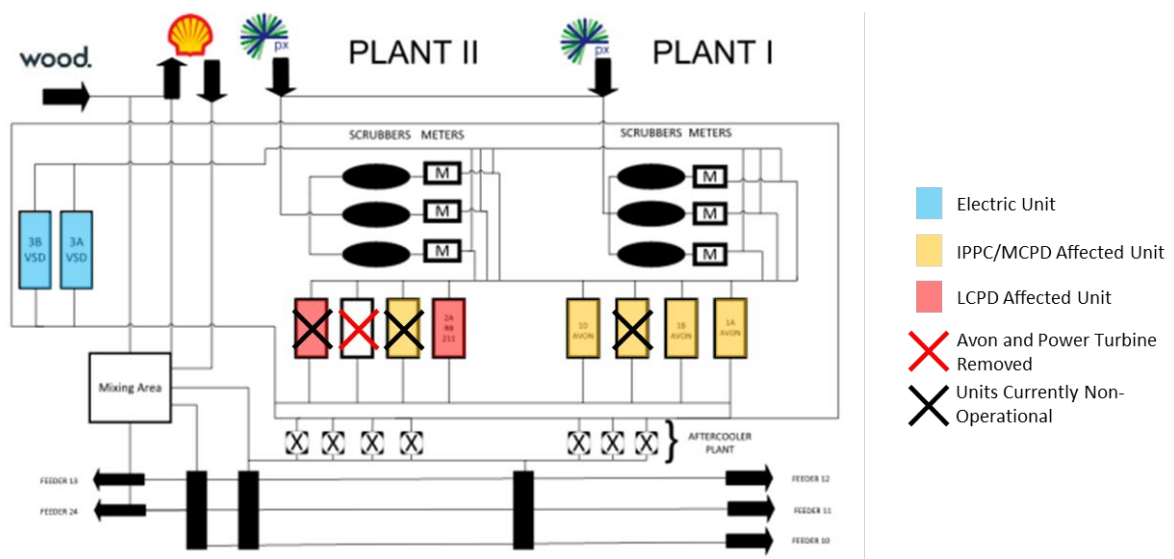 wood.
px
PLANT II
px
PLANT I
SCRUBBERS METERS
SCRUBBERS METERS
M
M
M
M
M
M
3B
VSD
3A
VSD
2A
RB
211
1D
AVON
1B
AVON
1A
AVON
Mixing Area
X X X X
X X X
AFTERCOOLER
PLANT
FEEDER 13
FEEDER 24
FEEDER 12
FEEDER 11
FEEDER 10
Electric Unit
IPPC/MCPD Affected Unit
LCPD Affected Unit
Avon and Power Turbine
Removed
Units Currently Non-
Operational